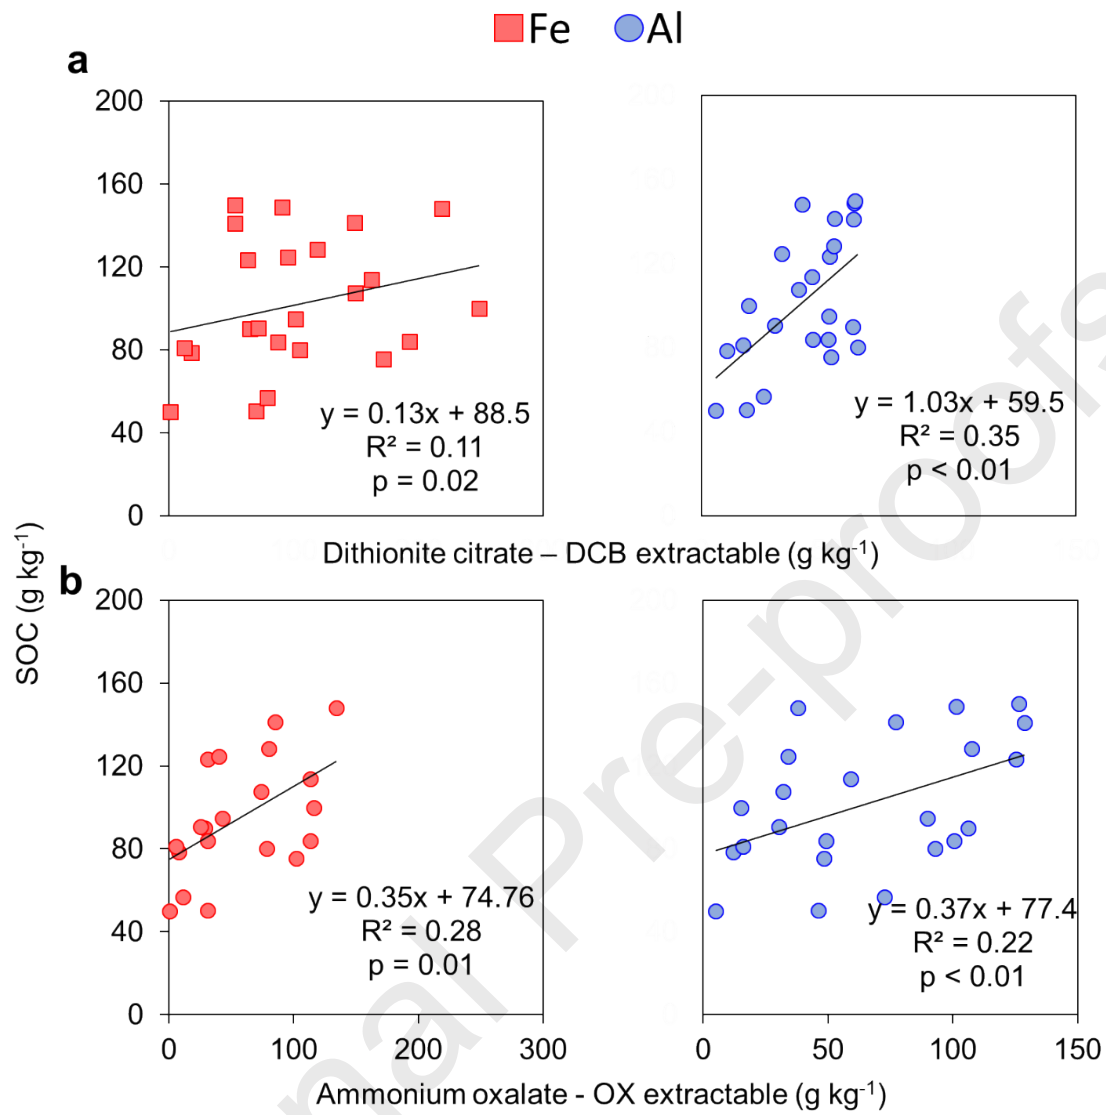 Fe Al
a
200
160
120
80
40
0
y = 0.13x + 88.5
R² = 0.11
p = 0.02
y = 1.03x + 59.5
R² = 0.35
p < 0.01
Dithionite citrate – DCB extractable (g kg⁻¹)
SOC (g kg⁻¹)
b
200
160
120
80
40
0
y = 0.35x + 74.76
R² = 0.28
p = 0.01
y = 0.37x + 77.4
R² = 0.22
p < 0.01
0 100 200 300
0 50 100 150
Ammonium oxalate - OX extractable (g kg⁻¹)
nal Pre-proofs